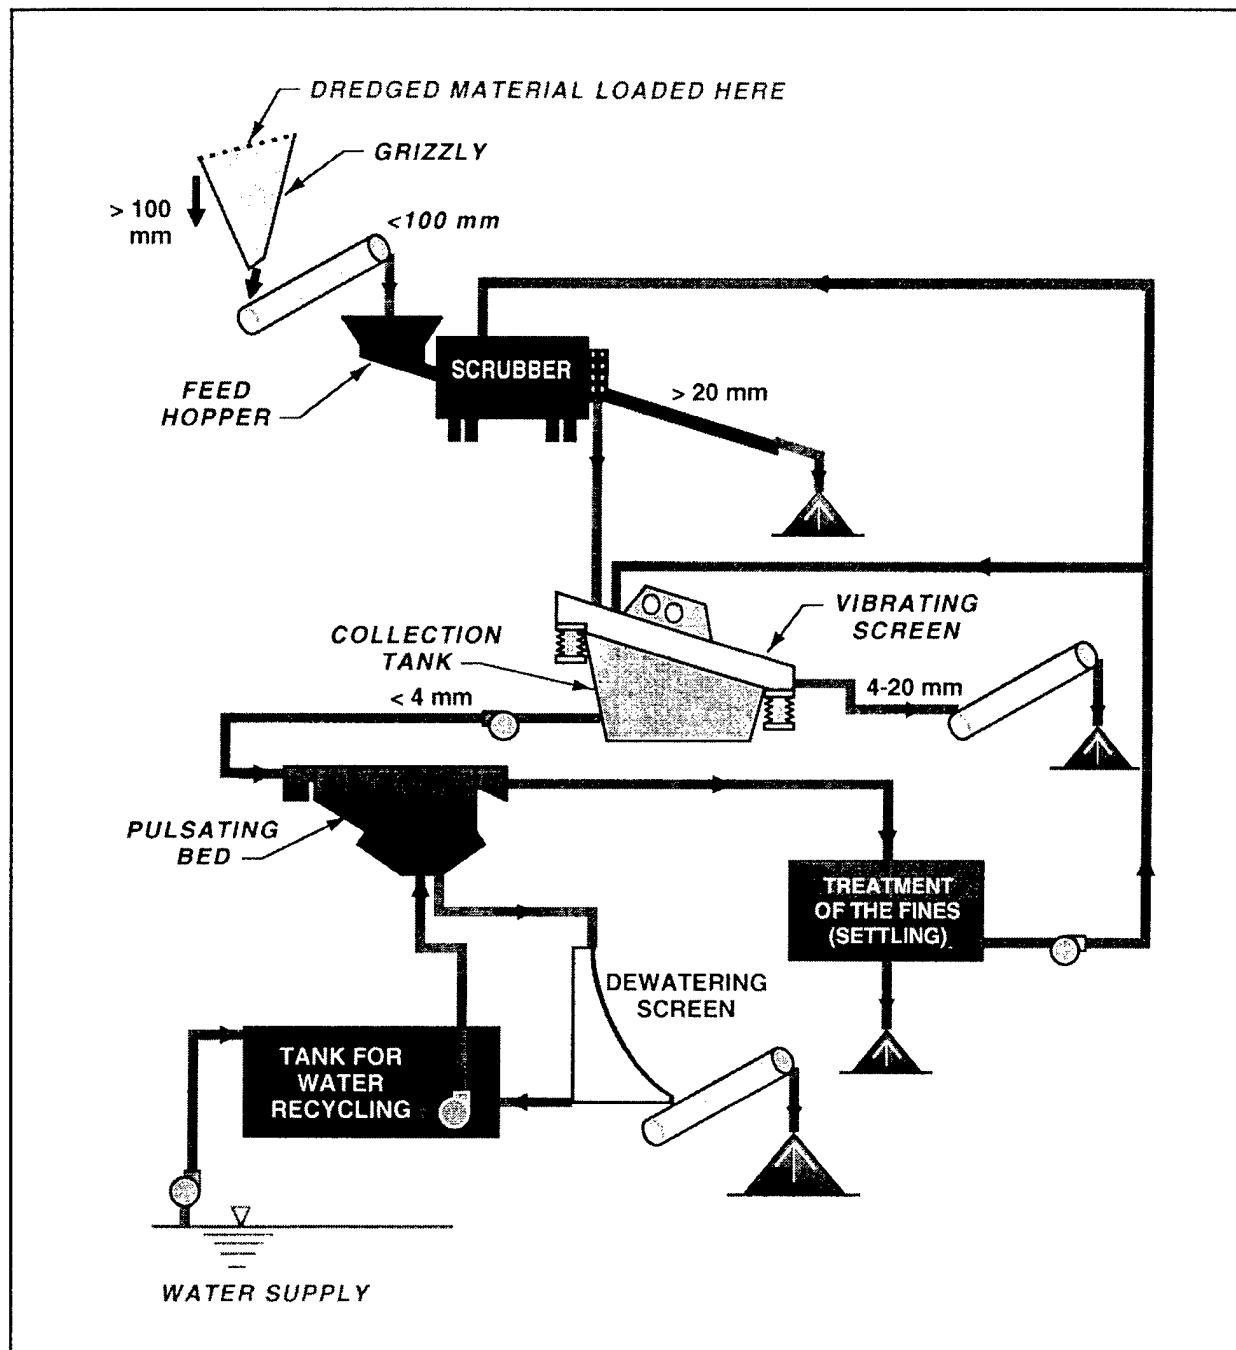 DREDGED MATERIAL LOADED HERE
GRIZZLY
> 100
mm
<100 mm
FEED
HOPPER
SCRUBBER
> 20 mm
VIBRATING
SCREEN
COLLECTION
TANK
< 4 mm
4-20 mm
PULSATING
BED
TREATMENT
OF THE FINES
(SETTLING)
DEWATERING
SCREEN
TANK FOR
WATER
RECYCLING
WATER SUPPLY